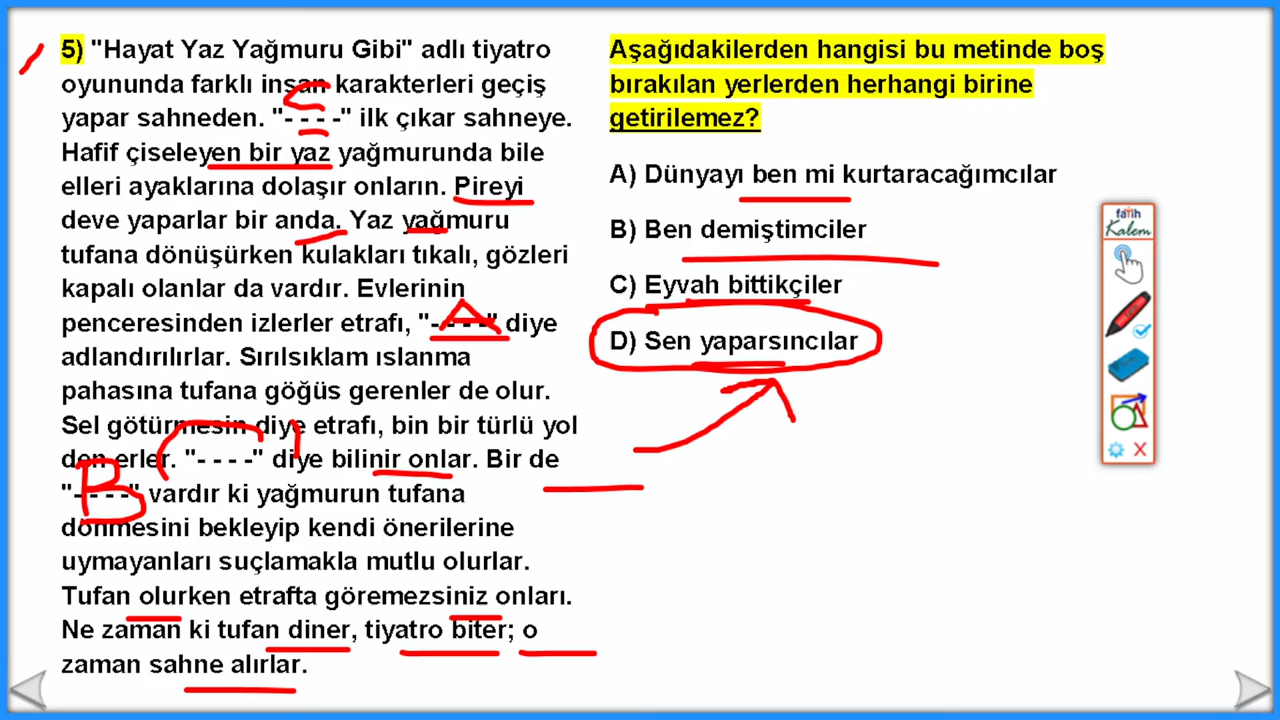 5) "Hayat Yaz Yağmuru Gibi" adlı tiyatro
oyununda farklı insan karakterleri geçiş
yapar sahneden. "- - - -" ilk çıkar sahneye.
Hafif çiseleyen bir yaz yağmurunda bile
elleri ayaklarına dolaşır onların. Pireyi
deve yaparlar bir anda. Yaz yağmuru
tufana dönüşürken kulakları tıkalı, gözleri
kapalı olanlar da vardır. Evlerinin
penceresinden izlerler etrafı, "- - - -" diye
adlandırılırlar. Sırılsıklam ıslanma
pahasına tufana göğüs gerenler de olur.
Sel götürmesin diye etrafı, bin bir türlü yol
denerler. "- - - -" diye bilinir onlar. Bir de
"- - - -" vardır ki yağmurun tufana
dönmesini bekleyip kendi önerilerine
uymayanları suçlamakla mutlu olurlar.
Tufan olurken etrafta göremezsiniz onları.
Ne zaman ki tufan diner, tiyatro biter; o
zaman sahne alırlar.
C
A
B
Aşağıdakilerden hangisi bu metinde boş
bırakılan yerlerden herhangi birine
getirilemez?
A) Dünyayı ben mi kurtaracağımcılar
B) Ben demiştimciler
C) Eyvah bittikçiler
D) Sen yaparsıncılar
fatih
Kalem